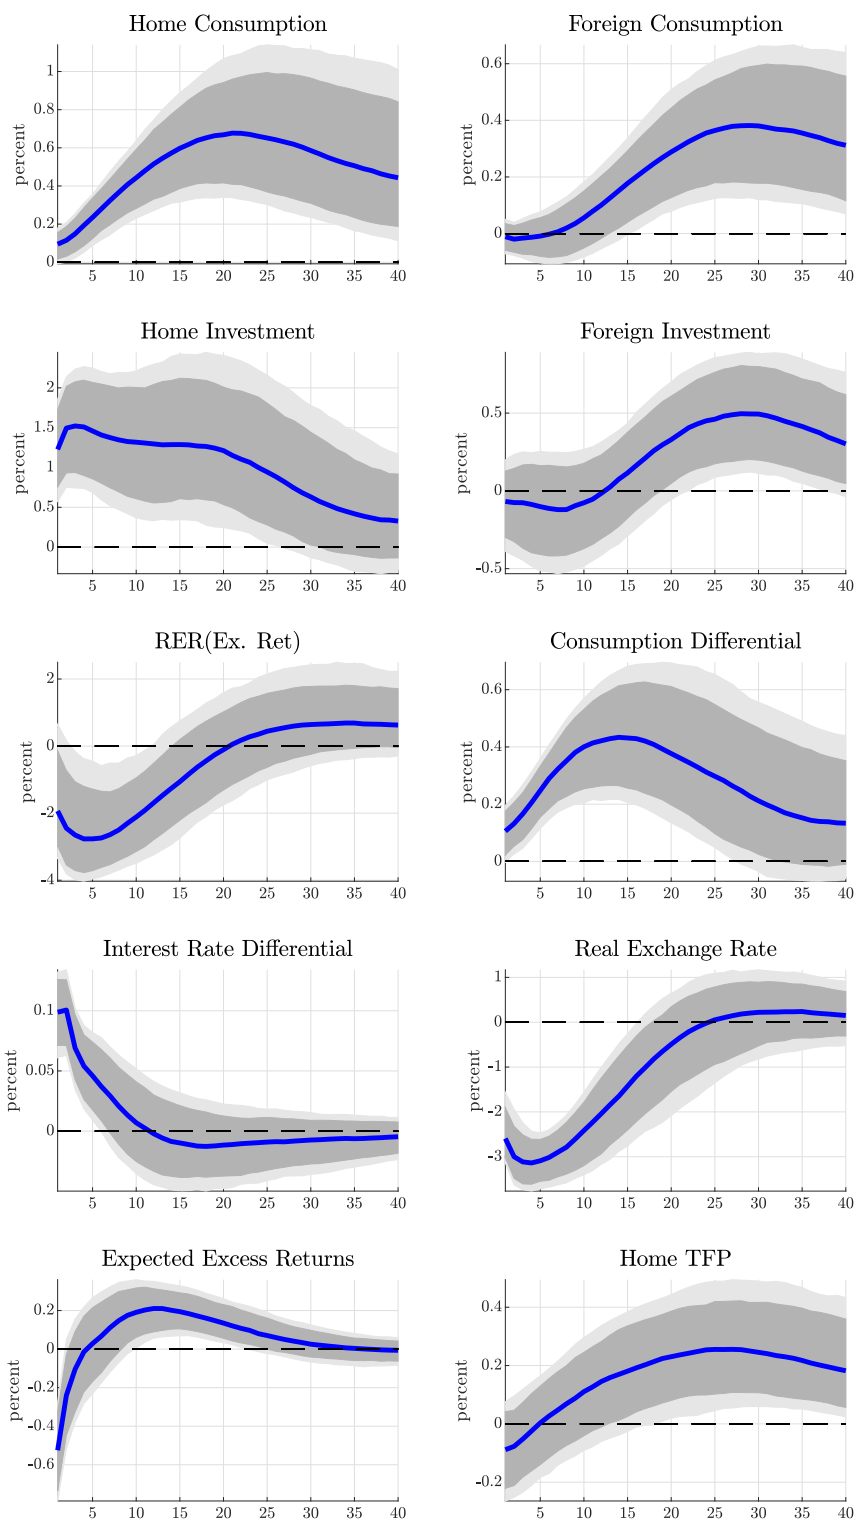 Home Consumption
percent
1
0.8
0.6
0.4
0.2
0
5 10 15 20 25 30 35 40
Foreign Consumption
percent
0.6
0.4
0.2
0
5 10 15 20 25 30 35 40
Home Investment
percent
2
1.5
1
0.5
0
5 10 15 20 25 30 35 40
Foreign Investment
percent
0.5
0
-0.5
5 10 15 20 25 30 35 40
RER(Ex. Ret)
percent
2
0
-2
-4
5 10 15 20 25 30 35 40
Consumption Differential
percent
0.6
0.4
0.2
0
5 10 15 20 25 30 35 40
Interest Rate Differential
percent
0.1
0.05
0
5 10 15 20 25 30 35 40
Real Exchange Rate
percent
1
0
-1
-2
-3
5 10 15 20 25 30 35 40
Expected Excess Returns
percent
0.2
0
-0.2
-0.4
-0.6
5 10 15 20 25 30 35 40
Home TFP
percent
0.4
0.2
0
-0.2
5 10 15 20 25 30 35 40